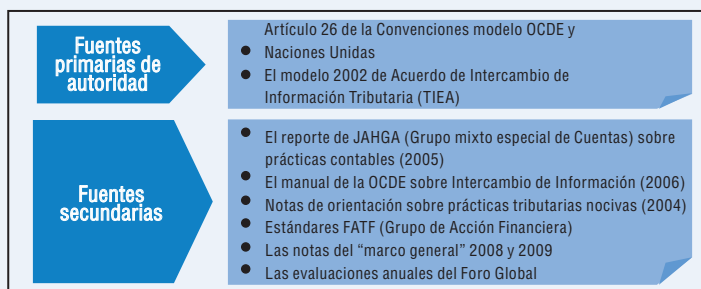 Fuentes
primarias de
autoridad
Artículo 26 de la Convenciones modelo OCDE y
● Naciones Unidas
● El modelo 2002 de Acuerdo de Intercambio de
Información Tributaria (TIEA)
Fuentes
secundarias
● El reporte de JAHGA (Grupo mixto especial de Cuentas) sobre
prácticas contables (2005)
● El manual de la OCDE sobre Intercambio de Información (2006)
● Notas de orientación sobre prácticas tributarias nocivas (2004)
● Estándares FATF (Grupo de Acción Financiera)
● Las notas del “marco general” 2008 y 2009
● Las evaluaciones anuales del Foro Global